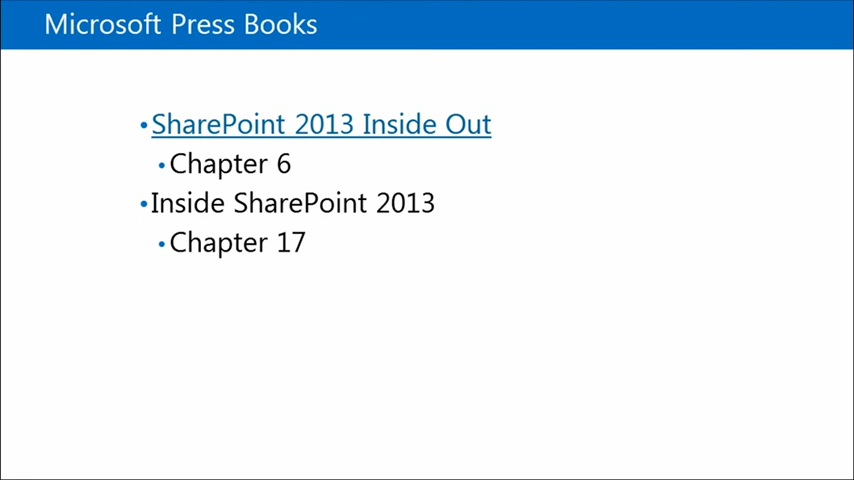 Microsoft Press Books
•SharePoint 2013 Inside Out
•Chapter 6
•Inside SharePoint 2013
•Chapter 17